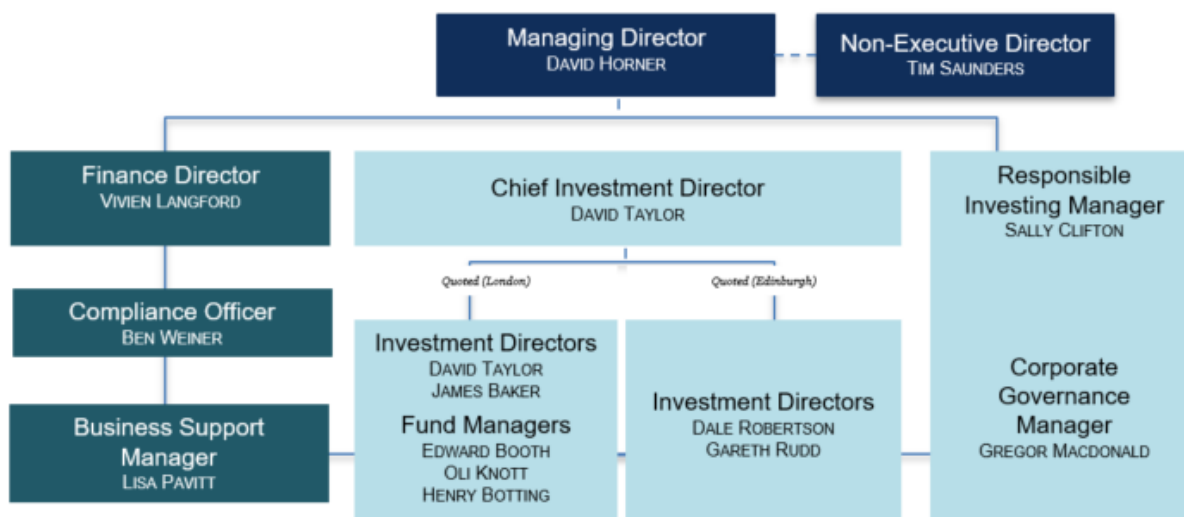 Managing Director
DAVID HORNER
Non-Executive Director
TIM SAUNDERS
Finance Director
VIVIEN LANGFORD
Chief Investment Director
DAVID TAYLOR
Responsible
Investing Manager
SALLY CLIFTON
Quoted (London)
Quoted (Edinburgh)
Compliance Officer
BEN WEINER
Investment Directors
DAVID TAYLOR
JAMES BAKER
Fund Managers
EDWARD BOOTH
OLI KNOTT
HENRY BOTTING
Investment Directors
DALE ROBERTSON
GARETH RUDD
Corporate
Governance
Manager
GREGOR MACDONALD
Business Support
Manager
LISA PAVITT